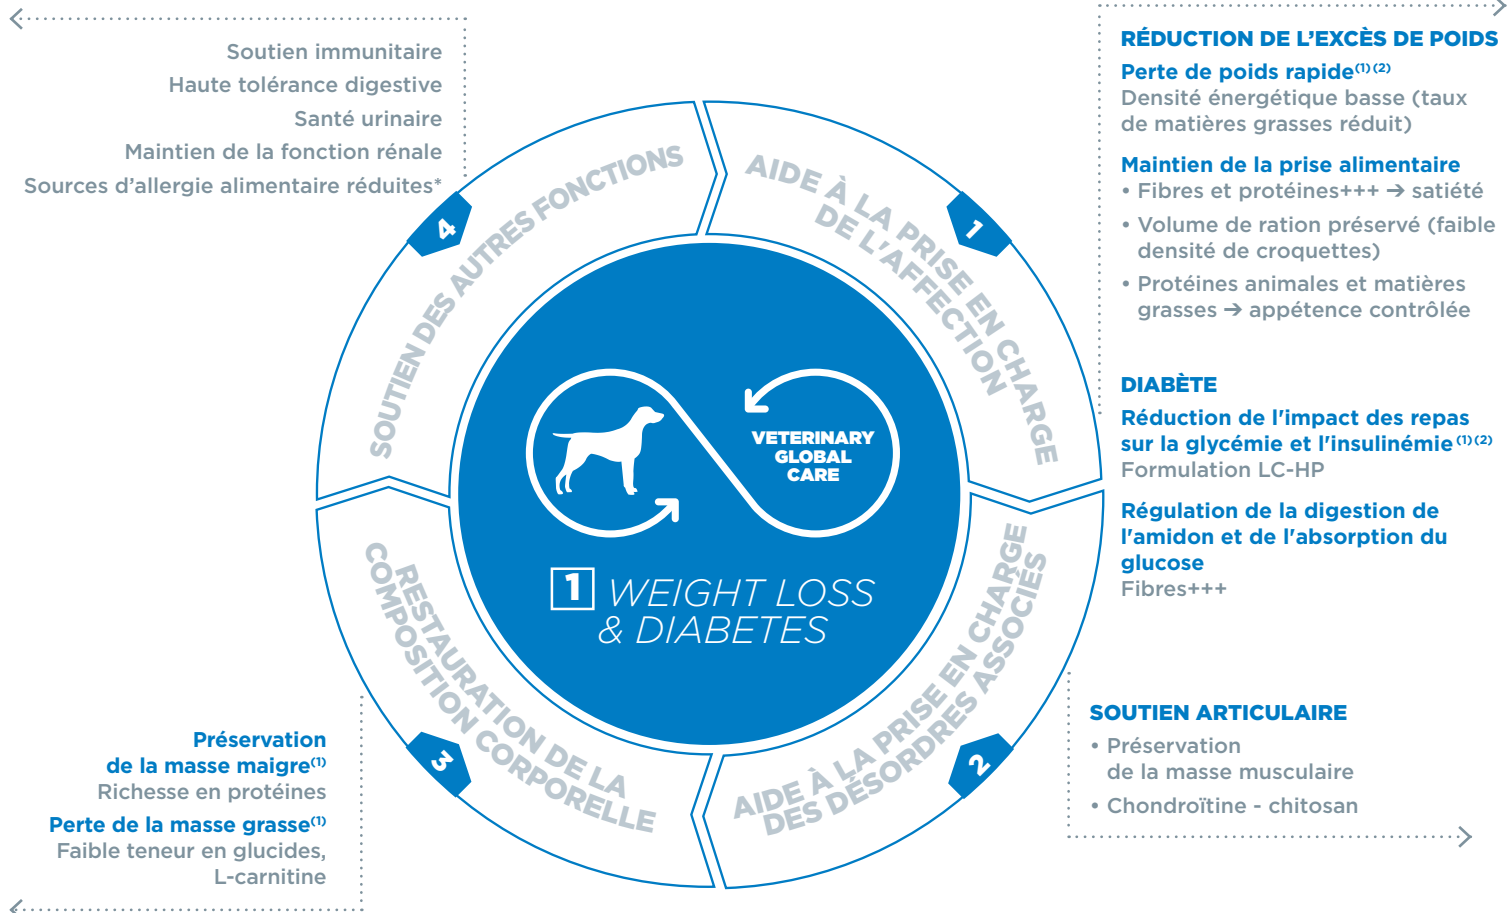 Soutien immunitaire
Haute tolérance digestive
Santé urinaire
Maintien de la fonction rénale
Sources d’allergie alimentaire réduites*
RÉDUCTION DE L’EXCÈS DE POIDS
Perte de poids rapide(1)(2)
Densité énergétique basse (taux
de matières grasses réduit)
Maintien de la prise alimentaire
• Fibres et protéines+++ ➔ satiété
• Volume de ration préservé (faible
densité de croquettes)
• Protéines animales et matières
grasses ➔ appétence contrôlée
DIABÈTE
Réduction de l'impact des repas
sur la glycémie et l'insulinémie(1)(2)
Formulation LC-HP
Régulation de la digestion de
l'amidon et de l'absorption du
glucose
Fibres+++
1
AIDE À LA PRISE EN CHARGE
DE L’AFFECTION
2
AIDE À LA PRISE EN CHARGE
DES DÉSORDRES ASSOCIÉS
3
RESTAURATION DE LA
COMPOSITION CORPORELLE
4
SOUTIEN DES AUTRES FONCTIONS
VETERINARY
GLOBAL
CARE
1 WEIGHT LOSS
& DIABETES
SOUTIEN ARTICULAIRE
• Préservation
de la masse musculaire
• Chondroïtine - chitosan
Préservation
de la masse maigre(1)
Richesse en protéines
Perte de la masse grasse(1)
Faible teneur en glucides,
L-carnitine